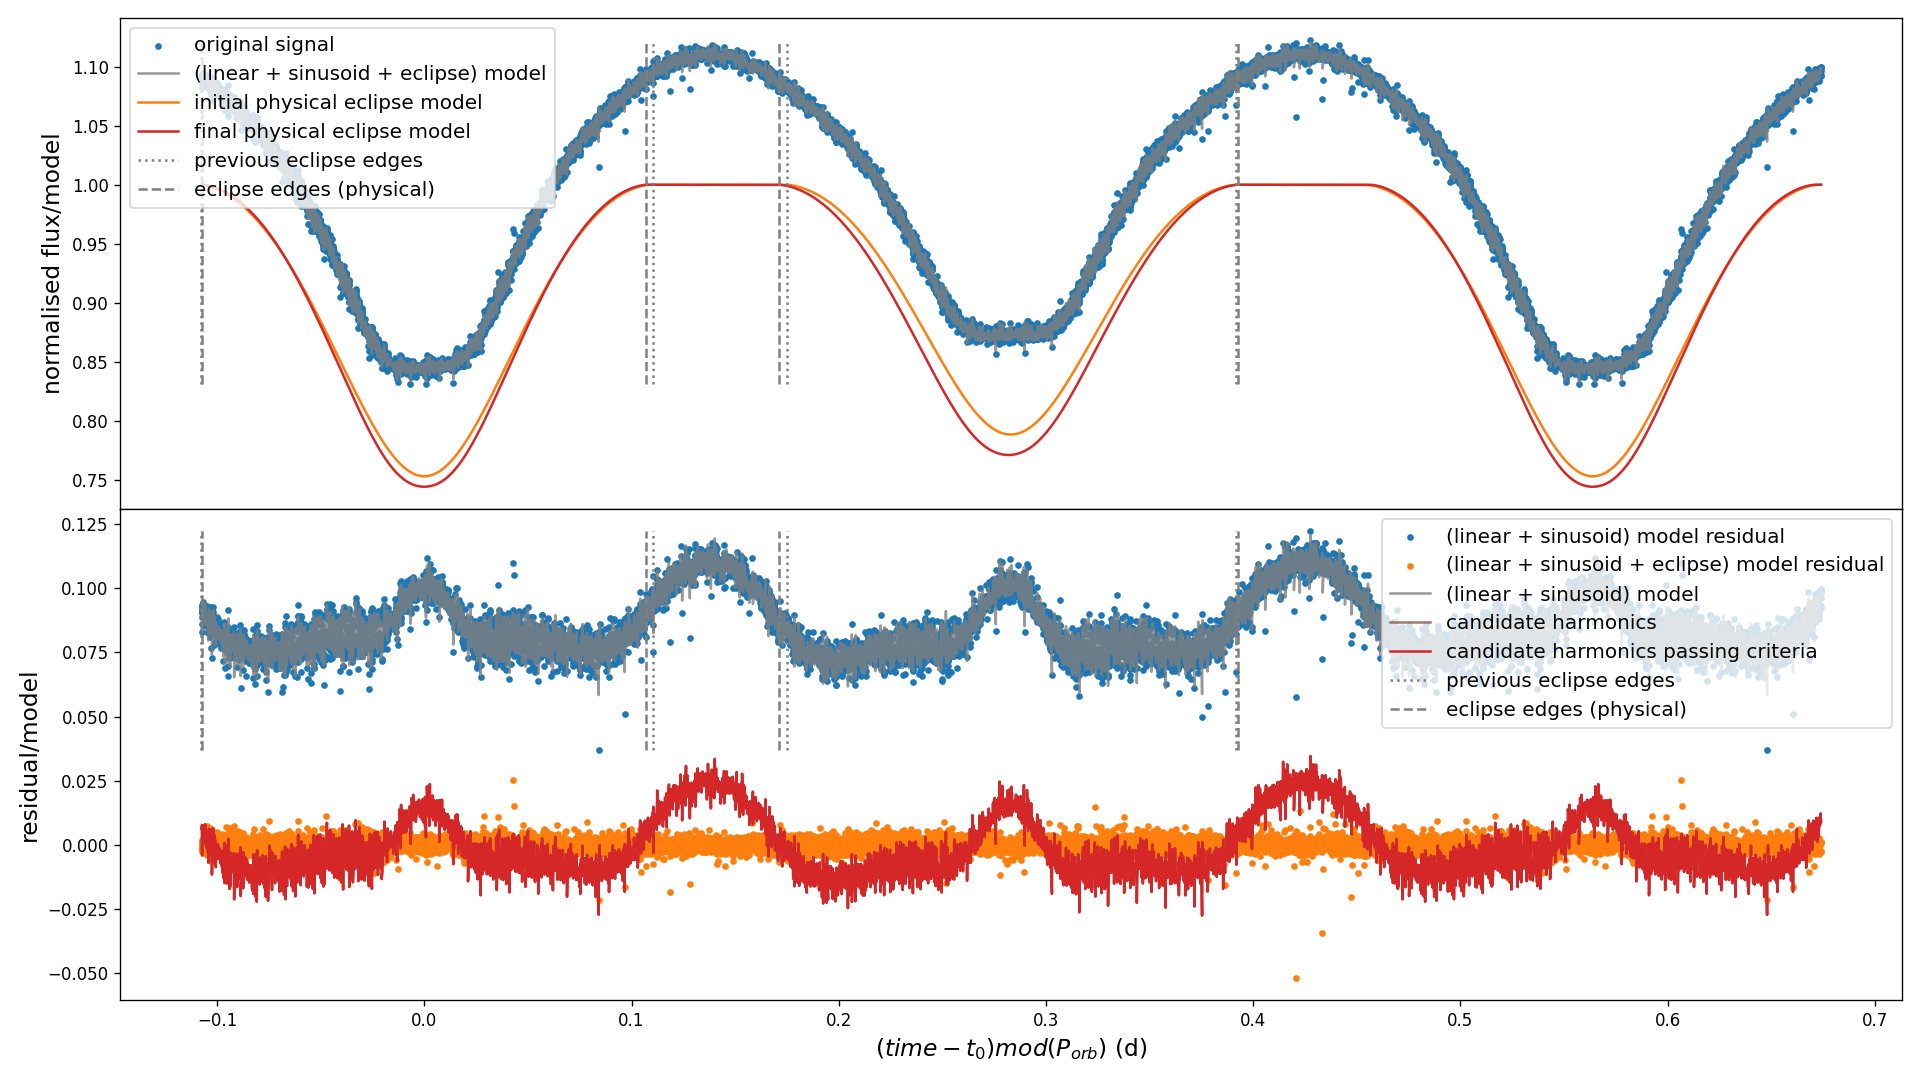 normalised flux/model
1.10
1.05
1.00
0.95
0.90
0.85
0.80
0.75
original signal
(linear + sinusoid + eclipse) model
initial physical eclipse model
final physical eclipse model
previous eclipse edges
eclipse edges (physical)
residual/model
0.125
0.100
0.075
0.050
0.025
0.000
−0.025
−0.050
(linear + sinusoid) model residual
(linear + sinusoid + eclipse) model residual
(linear + sinusoid) model
candidate harmonics
candidate harmonics passing criteria
previous eclipse edges
eclipse edges (physical)
−0.1 0.0 0.1 0.2 0.3 0.4 0.5 0.6 0.7
(time − t₀)mod(Pₒᵣb) (d)